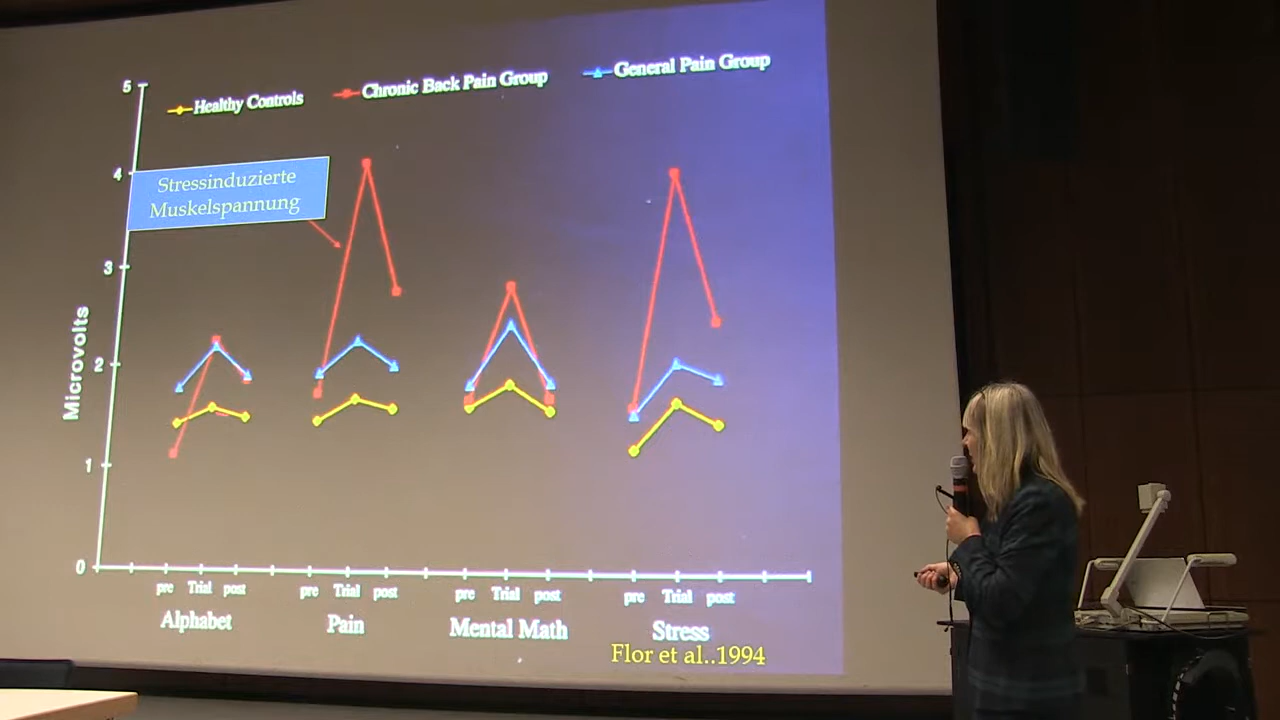 5
Healthy Controls
Chronic Back Pain Group
General Pain Group
4
Stressinduzierte
Muskelspannung
3
Microvolts
2
1
0
pre Trial post pre Trial post pre Trial post pre Trial post
Alphabet Pain Mental Math Stress
Flor et al..1994